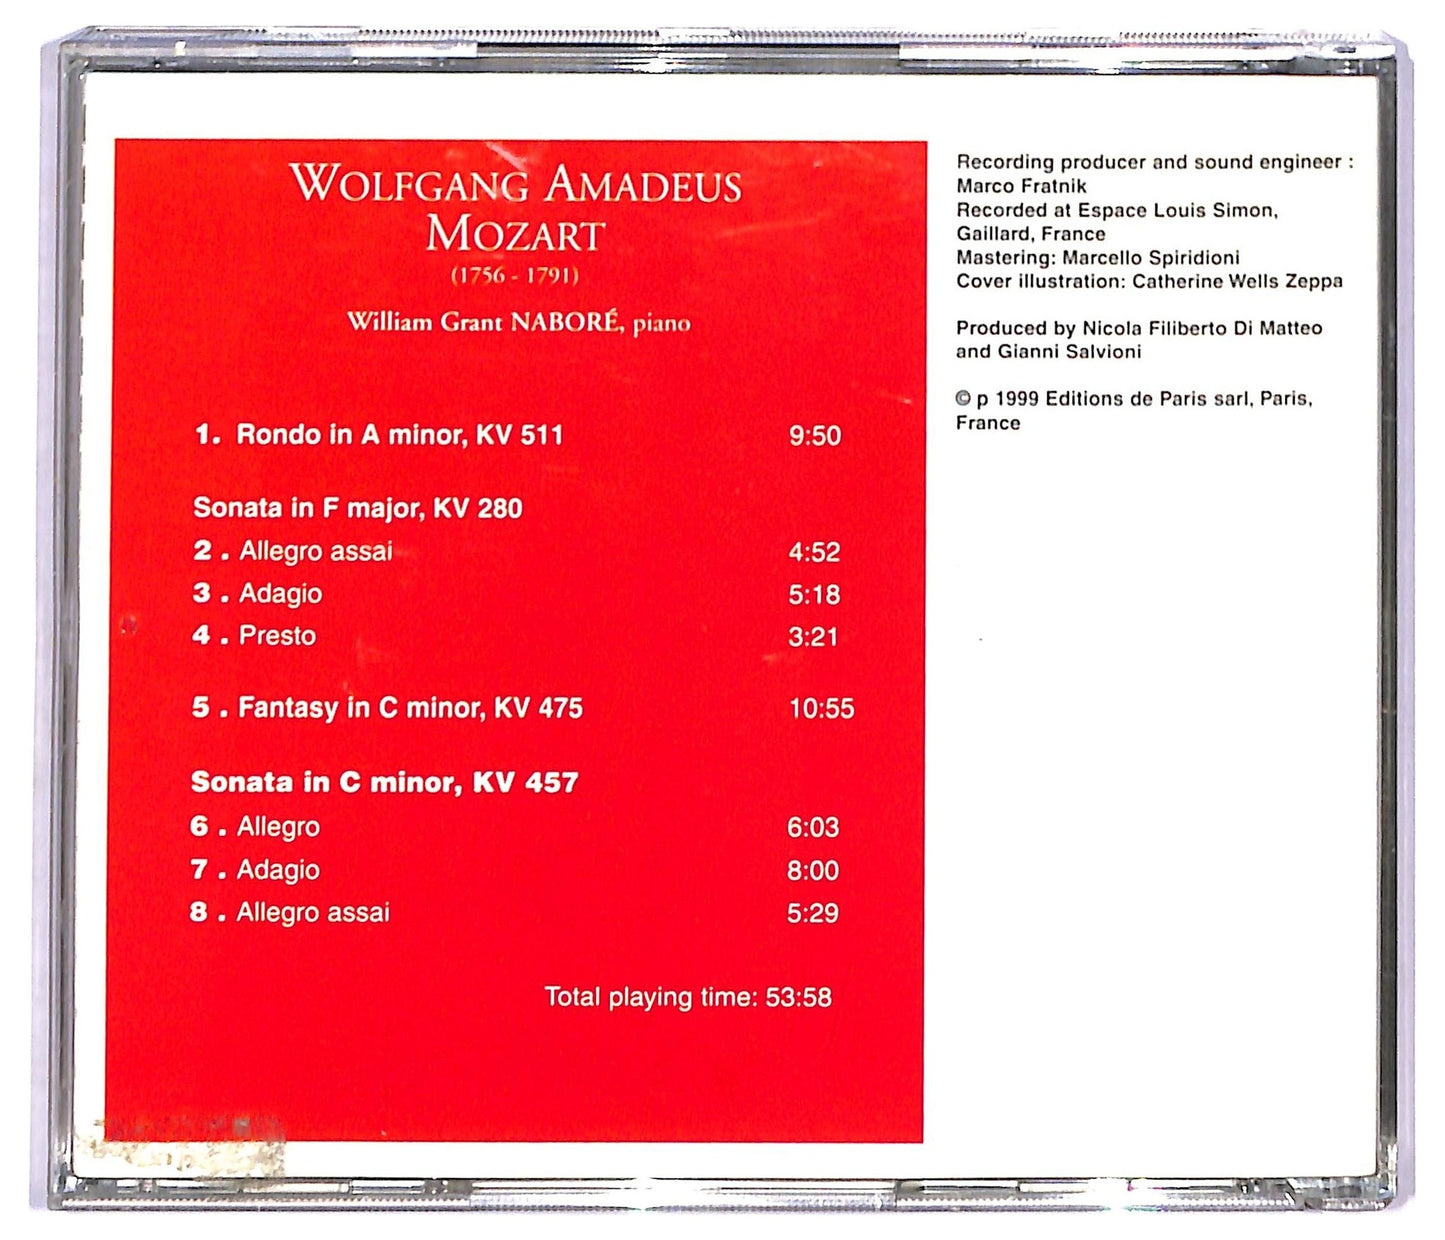 WOLFGANG AMADEUS
MOZART
(1756 - 1791)
William Grant NABORÉ, piano
1. Rondo in A minor, KV 511 9:50
Sonata in F major, KV 280
2 . Allegro assai 4:52
3 . Adagio 5:18
4 . Presto 3:21
5 . Fantasy in C minor, KV 475 10:55
Sonata in C minor, KV 457
6 . Allegro 6:03
7 . Adagio 8:00
8 . Allegro assai 5:29
Total playing time: 53:58
Recording producer and sound engineer :
Marco Fratnik
Recorded at Espace Louis Simon,
Gaillard, France
Mastering: Marcello Spiridioni
Cover illustration: Catherine Wells Zeppa
Produced by Nicola Filiberto Di Matteo
and Gianni Salvioni
© p 1999 Editions de Paris sarl, Paris,
France